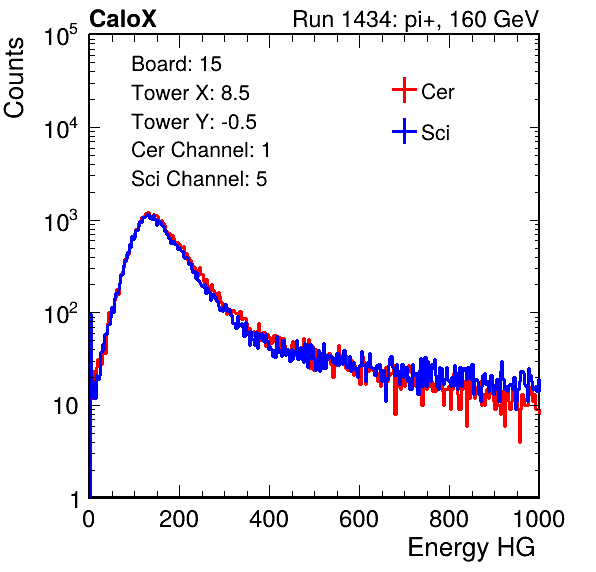 CaloX Run 1434: pi+, 160 GeV
Counts
10^5
10^4
10^3
10^2
10
1
Board: 15
Tower X: 8.5
Tower Y: -0.5
Cer Channel: 1
Sci Channel: 5
Cer
Sci
0 200 400 600 800 1000
Energy HG